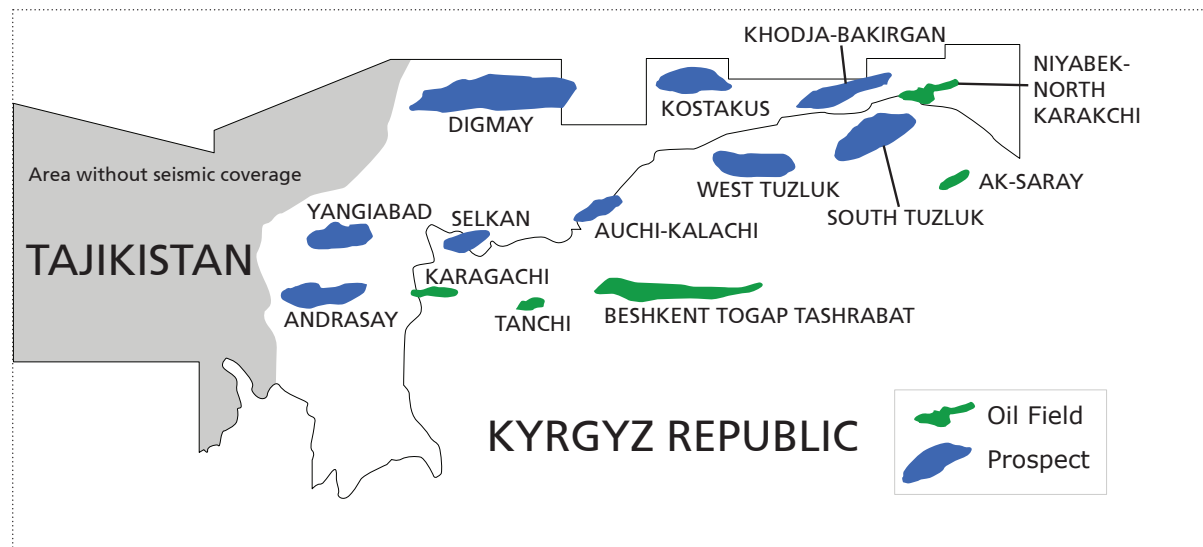 KHODJA-BAKIRGAN
NIYABEK-
NORTH
KARAKCHI
KOSTAKUS
DIGMAY
Area without seismic coverage
WEST TUZLUK
AK-SARAY
SOUTH TUZLUK
YANGIABAD
SELKAN
AUCHI-KALACHI
TAJIKISTAN
KARAGACHI
ANDRASAY
TANCHI
BESHKENT TOGAP TASHRABAT
KYRGYZ REPUBLIC
Oil Field
Prospect